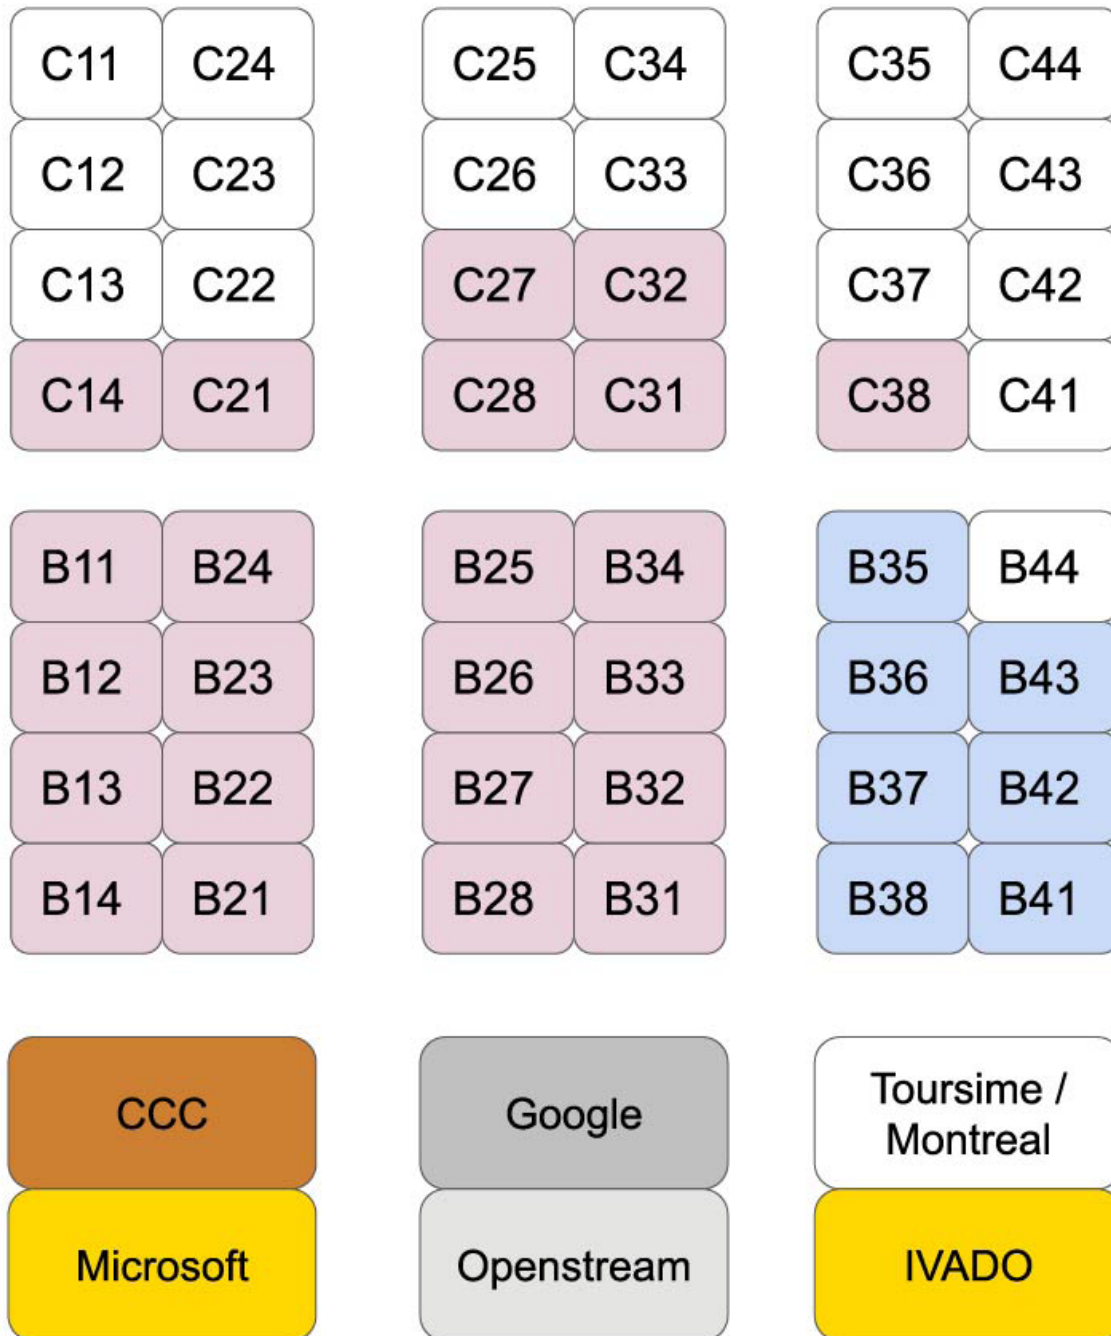 C11 C24 C25 C34 C35 C44
C12 C23 C26 C33 C36 C43
C13 C22 C27 C32 C37 C42
C14 C21 C28 C31 C38 C41
B11 B24 B25 B34 B35 B44
B12 B23 B26 B33 B36 B43
B13 B22 B27 B32 B37 B42
B14 B21 B28 B31 B38 B41
CCC Google Toursime /
Montreal
Microsoft Openstream IVADO